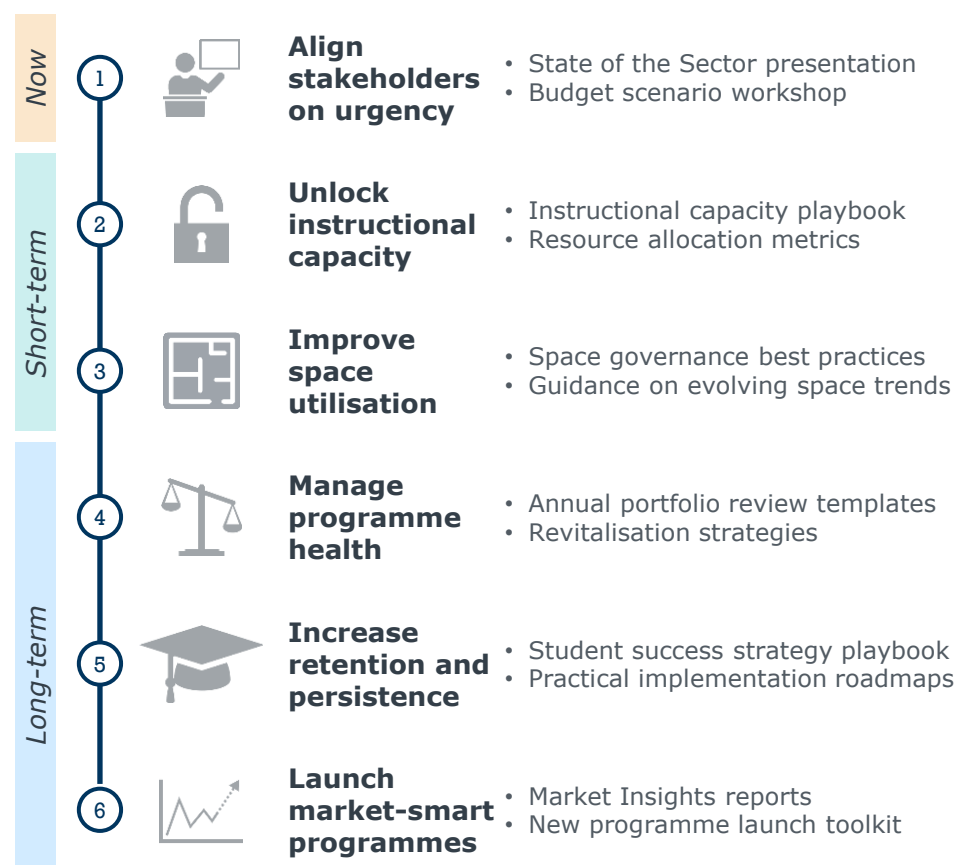 Now
1
Align
stakeholders
on urgency
• State of the Sector presentation
• Budget scenario workshop
Short-term
2
Unlock
instructional
capacity
• Instructional capacity playbook
• Resource allocation metrics
3
Improve
space
utilisation
• Space governance best practices
• Guidance on evolving space trends
Long-term
4
Manage
programme
health
• Annual portfolio review templates
• Revitalisation strategies
5
Increase
retention and
persistence
• Student success strategy playbook
• Practical implementation roadmaps
6
Launch
market-smart
programmes
• Market Insights reports
• New programme launch toolkit